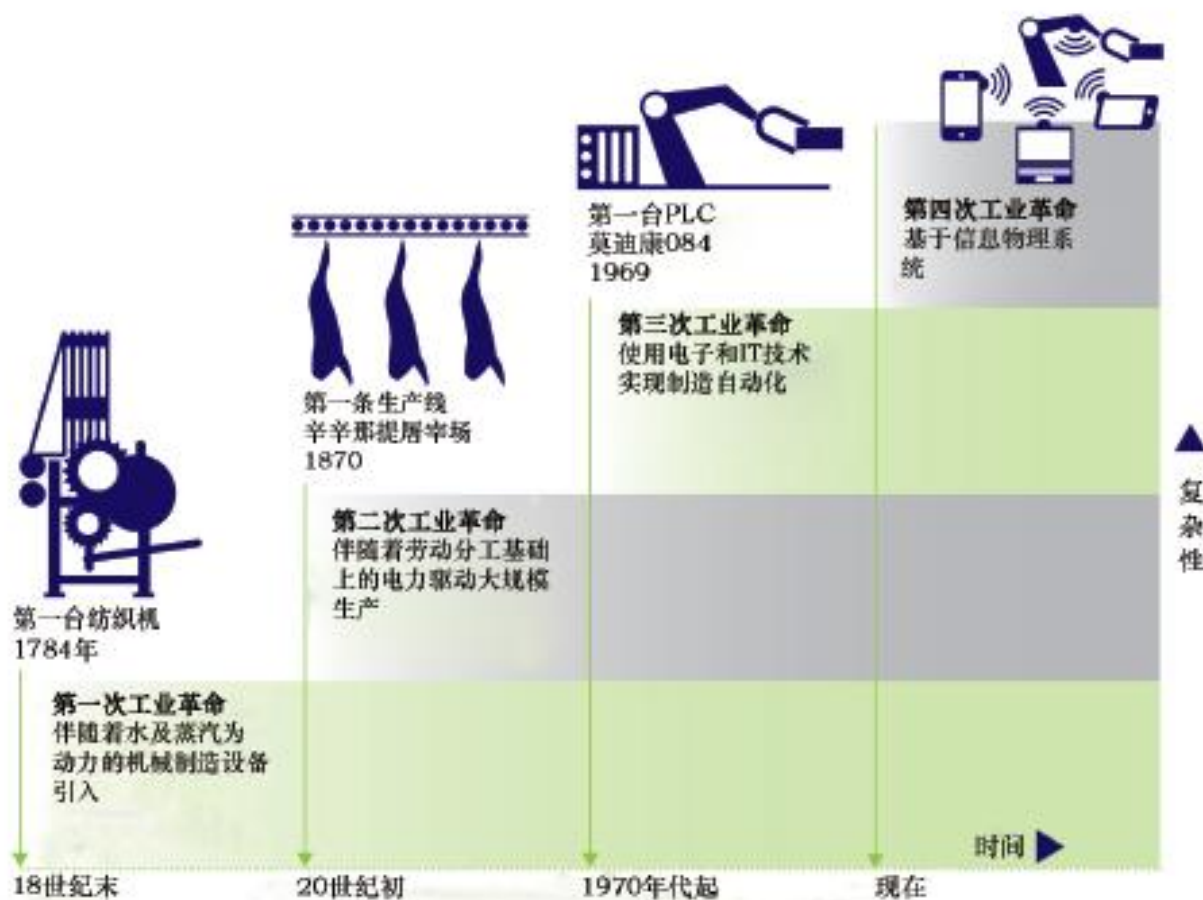 第四次工业革命
基于信息物理系
统
第一台PLC
莫迪康084
1969
第三次工业革命
使用电子和IT技术
实现制造自动化
第一条生产线
辛辛那提屠宰场
1870
第二次工业革命
伴随着劳动分工基础
上的电力驱动大规模
生产
第一台纺织机
1784年
第一次工业革命
伴随着水及蒸汽为
动力的机械制造设备
引入
复杂性
时间
18世纪末
20世纪初
1970年代起
现在